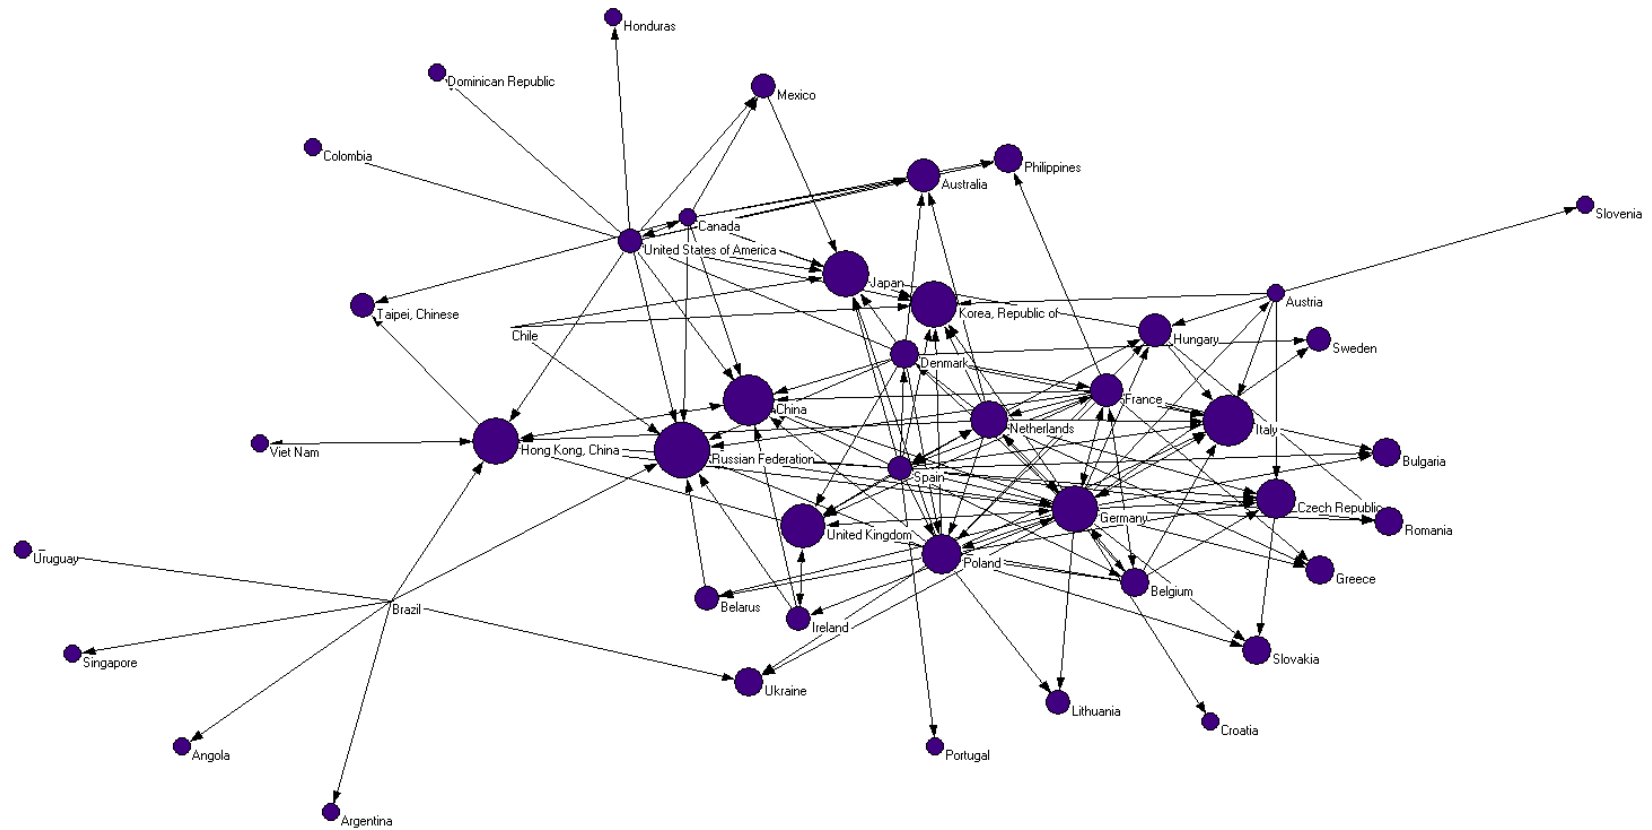 Honduras
Dominican Republic
Mexico
Colombia
Philippines
Australia
Slovenia
Canada
United States of America
Japan
Austria
Taipei, Chinese
Korea, Republic of
Chile
Hungary
Sweden
Denmark
France
China
Netherlands
Italy
Viet Nam
Hong Kong, China
Russian Federation
Bulgaria
Spain
Czech Republic
Germany
Romania
United Kingdom
Uruguay
Poland
Greece
Belgium
Belarus
Brazil
Ireland
Singapore
Slovakia
Ukraine
Lithuania
Croatia
Angola
Portugal
Argentina